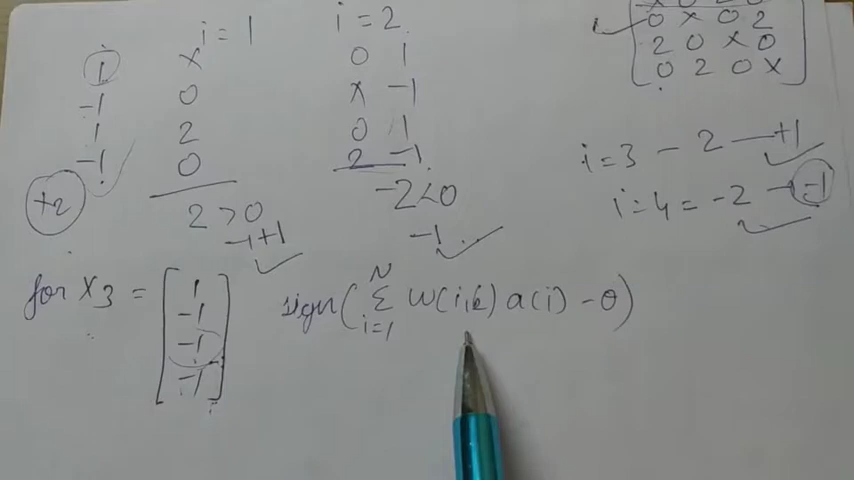 i = 1
i = 2
1 x 0 1
-1 0 x -1
1 2 0 1
-1 0 2 -1
+2
2 > 0
-2 < 0
+1
-1
0 x 0 2
2 0 x 0
0 2 0 x
i = 3 - 2 - +1
i = 4 = -2 - -1
for X3 = [1 -1 -1 -1]
sign( Σ w(i,k) a(i) - θ )
N
i=1